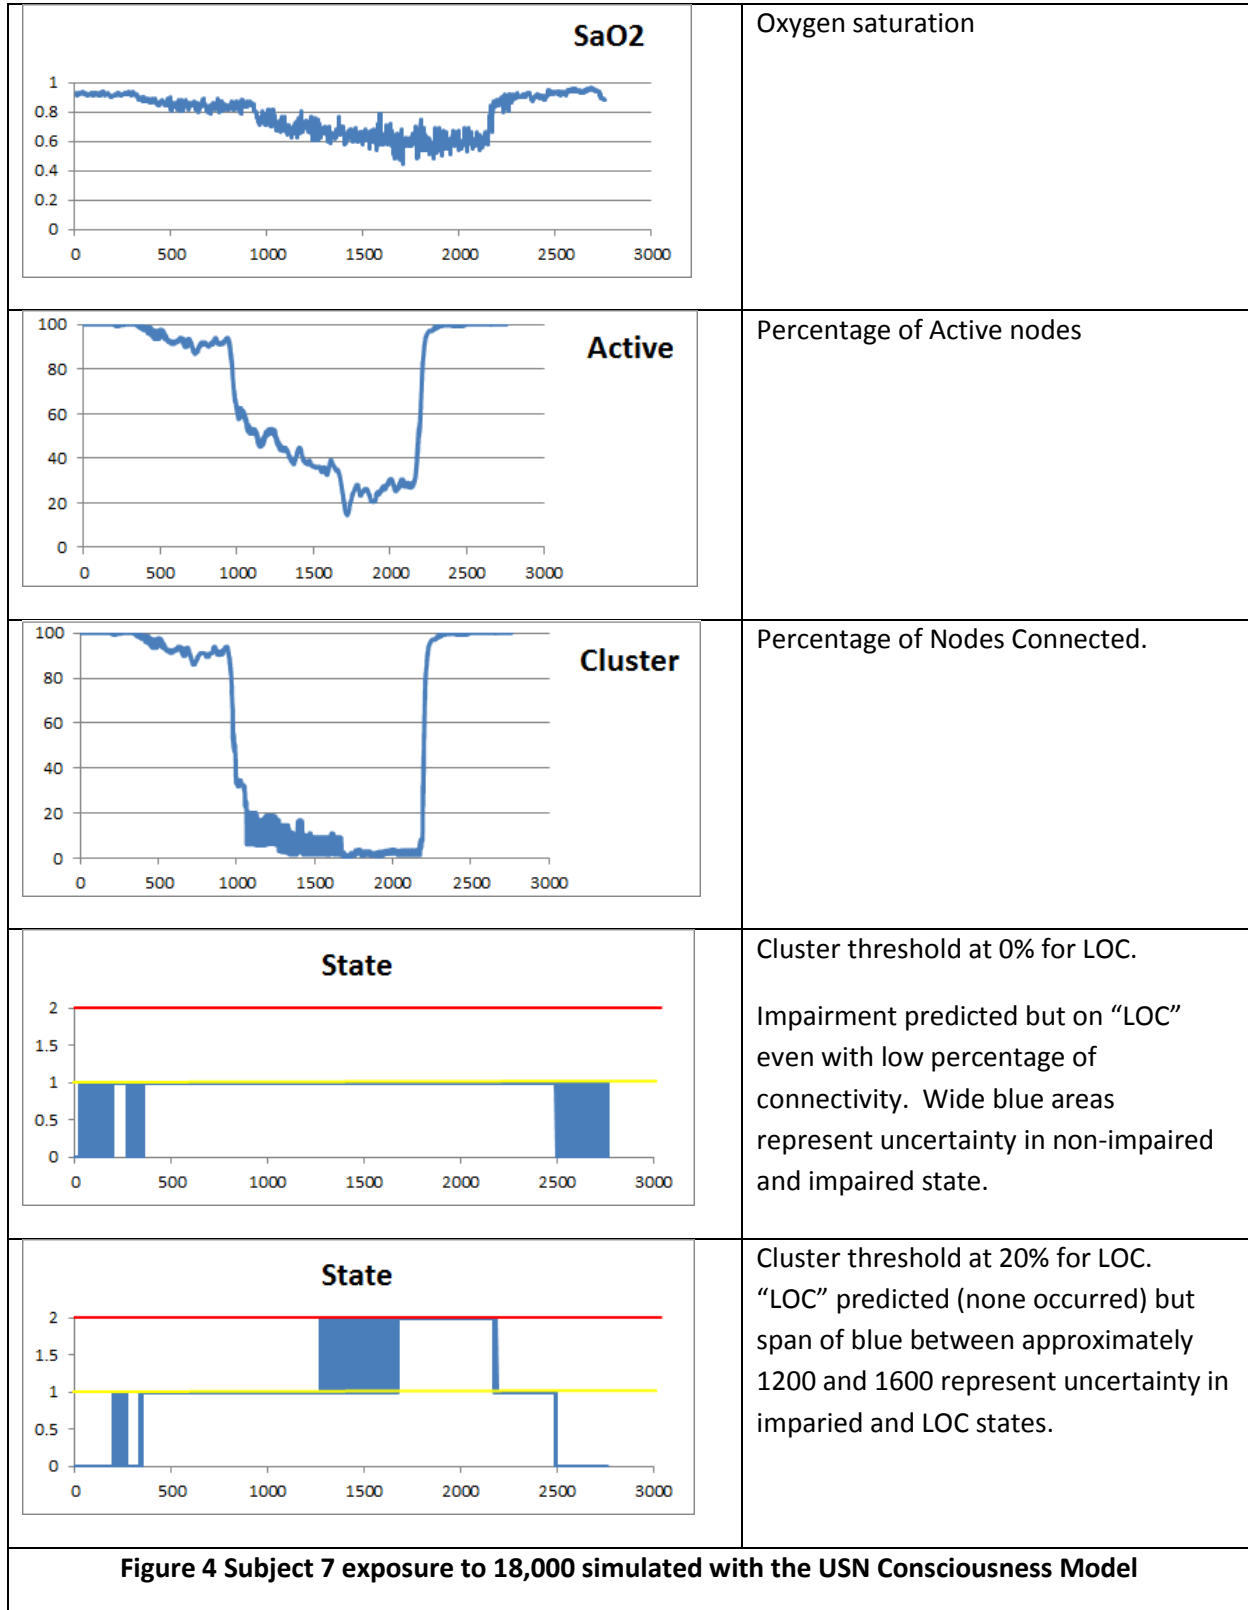 SaO2
1
0.8
0.6
0.4
0.2
0
0 500 1000 1500 2000 2500 3000
Oxygen saturation
Active
100
80
60
40
20
0
0 500 1000 1500 2000 2500 3000
Percentage of Active nodes
Cluster
100
80
60
40
20
0
0 500 1000 1500 2000 2500 3000
Percentage of Nodes Connected.
State
2
1.5
1
0.5
0
0 500 1000 1500 2000 2500 3000
Cluster threshold at 0% for LOC.
Impairment predicted but on “LOC”
even with low percentage of
connectivity. Wide blue areas
represent uncertainty in non-impaired
and impaired state.
State
2
1.5
1
0.5
0
0 500 1000 1500 2000 2500 3000
Cluster threshold at 20% for LOC.
“LOC” predicted (none occurred) but
span of blue between approximately
1200 and 1600 represent uncertainty in
imparied and LOC states.
Figure 4 Subject 7 exposure to 18,000 simulated with the USN Consciousness Model